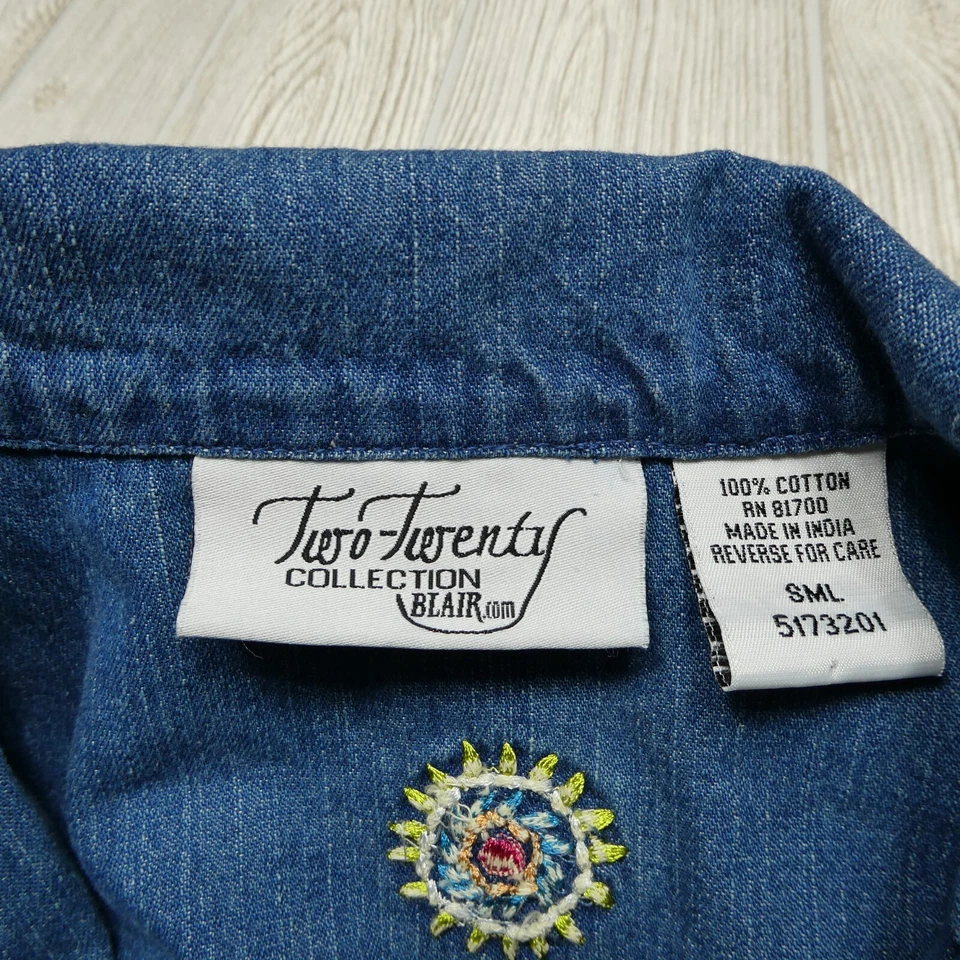 Two-Twenty
COLLECTION
BLAIR.com
100% COTTON
RN 81700
MADE IN INDIA
REVERSE FOR CARE
SML
5173201